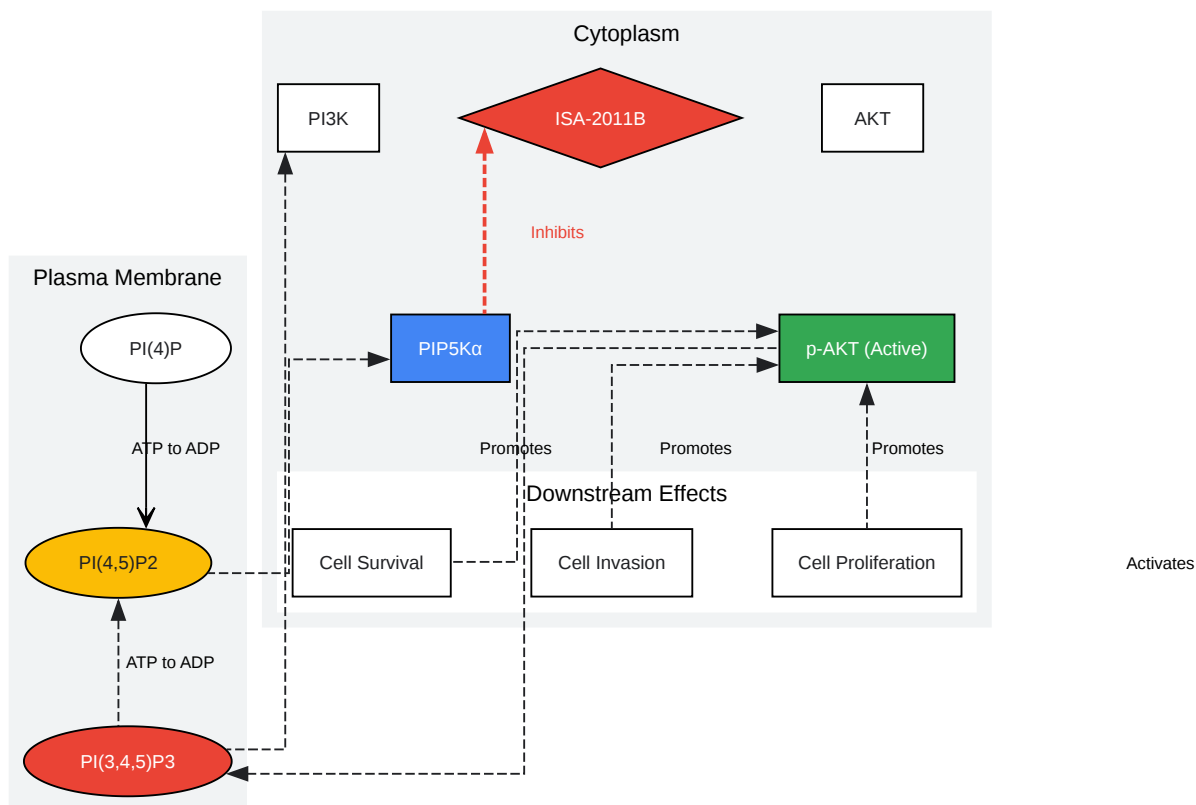 Cytoplasm
PI3K
ISA-2011B
AKT
Inhibits
Plasma Membrane
PI(4)P
PIP5Kα
p-AKT (Active)
ATP to ADP
Promotes
Promotes
Promotes
Downstream Effects
PI(4,5)P2
Cell Survival
Cell Invasion
Cell Proliferation
Activates
ATP to ADP
PI(3,4,5)P3